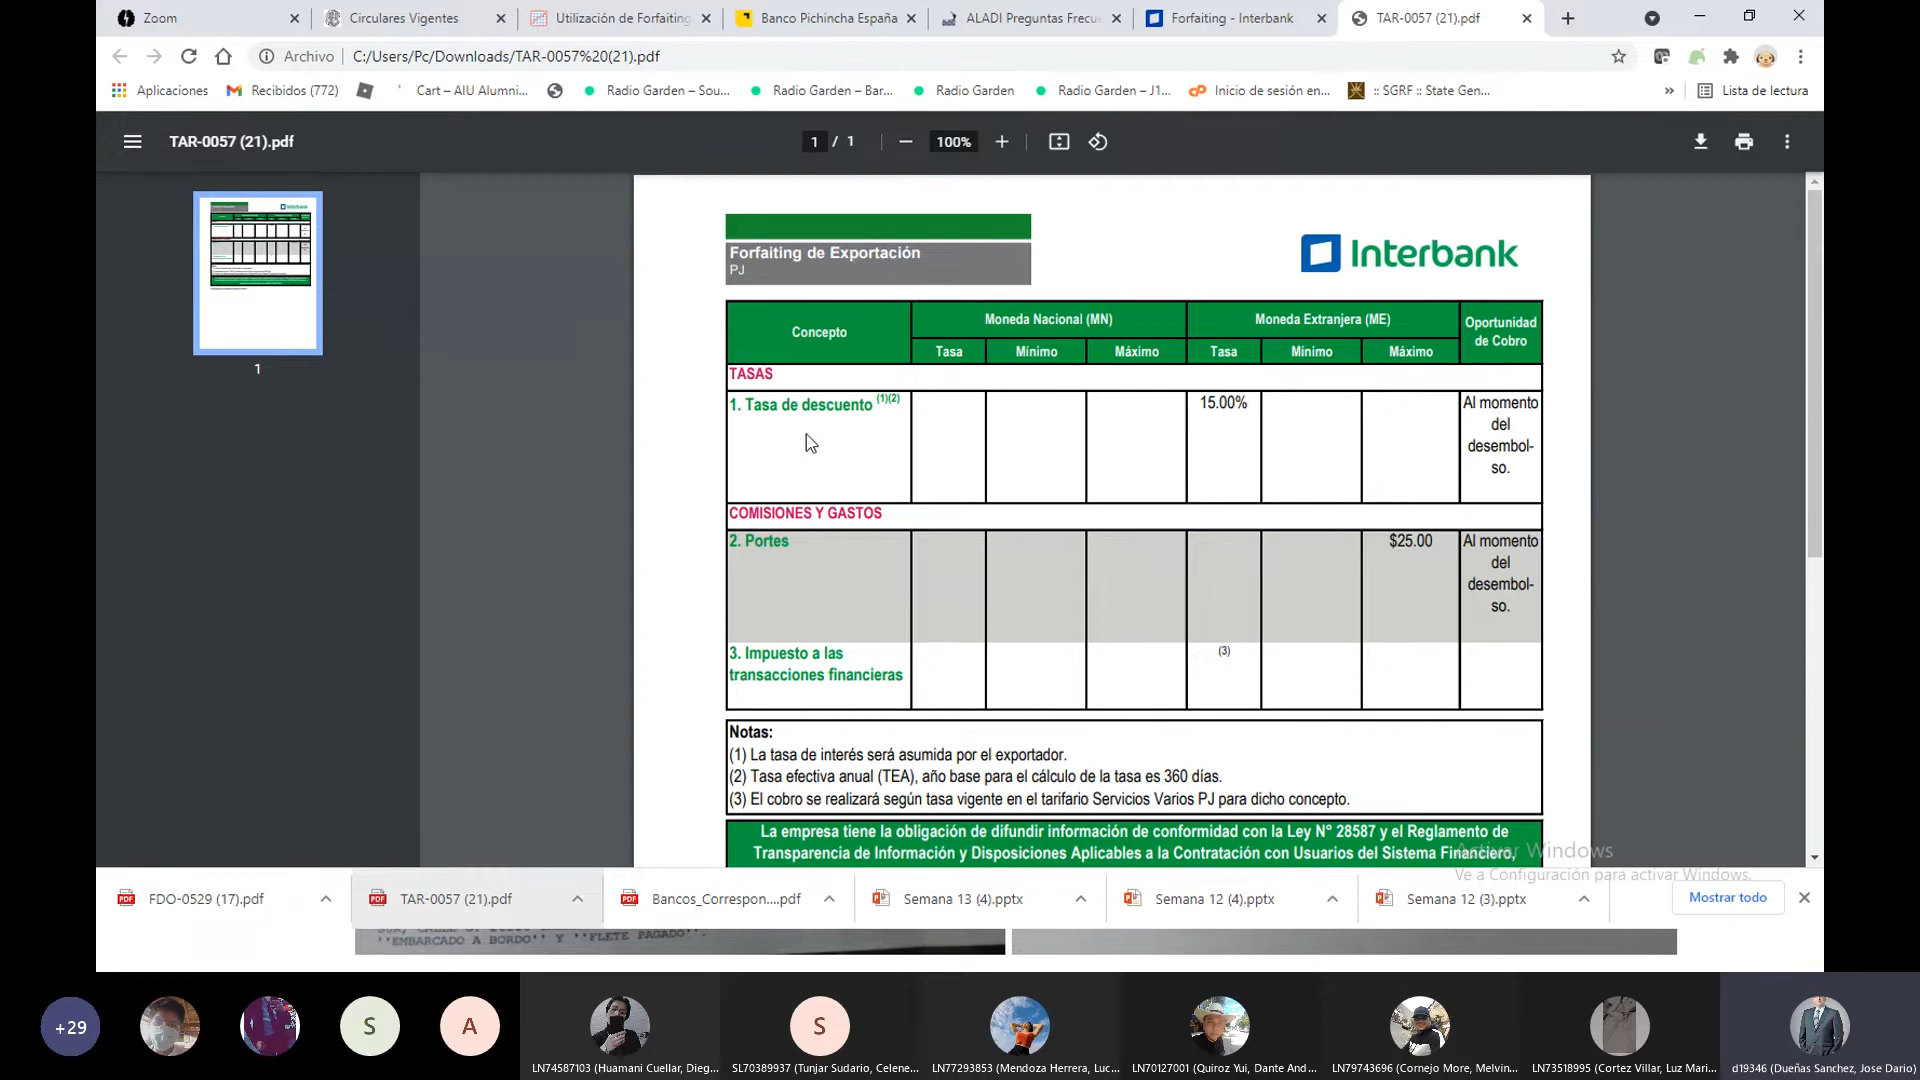 Zoom
Circulares Vigentes
Utilización de Forfaiting
Banco Pichincha España
ALADI Preguntas Frecu
Forfaiting - Interbank
TAR-0057 (21).pdf
Archivo
C:/Users/Pc/Downloads/TAR-0057%20(21).pdf
Aplicaciones
Recibidos (772)
Cart – AIU Alumni...
Radio Garden – Sou...
Radio Garden – Bar...
Radio Garden
Radio Garden – J1...
Inicio de sesión en...
:: SGRF :: State Gen...
»
Lista de lectura
TAR-0057 (21).pdf
1 / 1
100%
1
Forfaiting de Exportación
PJ
Interbank
Concepto
Moneda Nacional (MN)
Moneda Extranjera (ME)
Oportunidad
de Cobro
Tasa
Mínimo
Máximo
Tasa
Mínimo
Máximo
TASAS
1. Tasa de descuento (1)(2)
15.00%
Al momento
del
desembol-
so.
COMISIONES Y GASTOS
2. Portes
$25.00
Al momento
del
desembol-
so.
3. Impuesto a las
transacciones financieras
(3)
Notas:
(1) La tasa de interés será asumida por el exportador.
(2) Tasa efectiva anual (TEA), año base para el cálculo de la tasa es 360 días.
(3) El cobro se realizará según tasa vigente en el tarifario Servicios Varios PJ para dicho concepto.
La empresa tiene la obligación de difundir información de conformidad con la Ley N° 28587 y el Reglamento de
Transparencia de Información y Disposiciones Aplicables a la Contratación con Usuarios del Sistema Financiero,
Activar Windows
Ve a Configuración para activar Windows.
FDO-0529 (17).pdf
TAR-0057 (21).pdf
Bancos_Correspon....pdf
Semana 13 (4).pptx
Semana 12 (4).pptx
Semana 12 (3).pptx
Mostrar todo
''EMBARCADO A BORDO'' Y ''FLETE PAGADO''.
+29
S
A
S
LN74587103 (Huamani Cuellar, Dieg...
SL70389937 (Tunjar Sudario, Celene...
LN77293853 (Mendoza Herrera, Luc...
LN70127001 (Quiroz Yui, Dante And...
LN79743696 (Cornejo More, Melvin...
LN73518995 (Cortez Villar, Luz Mari...
d19346 (Dueñas Sanchez, Jose Dario)